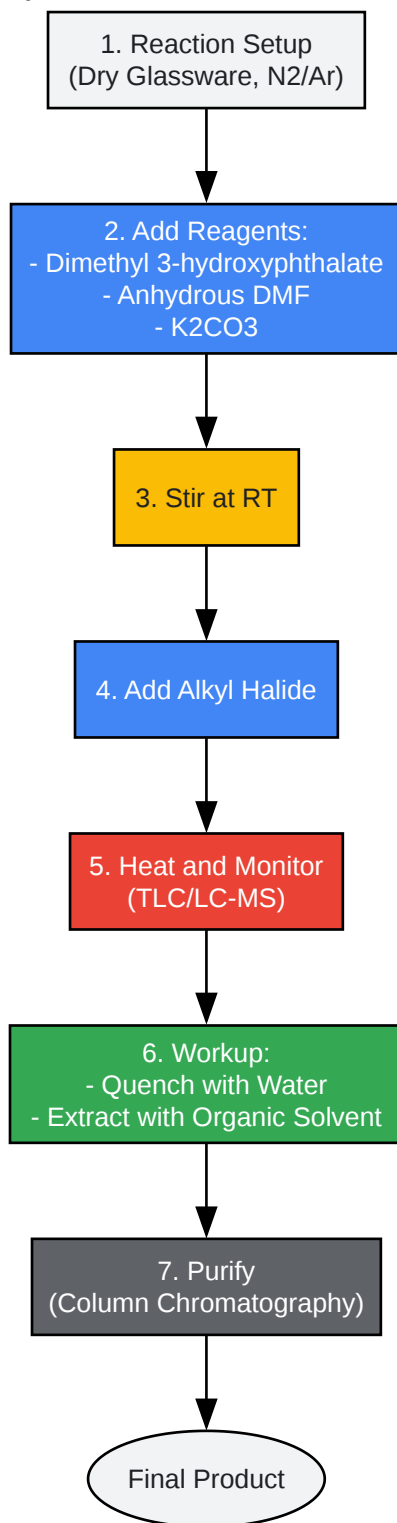 1. Reaction Setup
(Dry Glassware, N2/Ar)
2. Add Reagents:
- Dimethyl 3-hydroxyphthalate
- Anhydrous DMF
- K2CO3
3. Stir at RT
4. Add Alkyl Halide
5. Heat and Monitor
(TLC/LC-MS)
6. Workup:
- Quench with Water
- Extract with Organic Solvent
7. Purify
(Column Chromatography)
Final Product